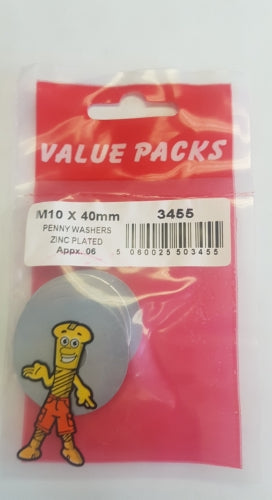 VALUE PACKS
M10 X 40mm 3455
PENNY WASHERS
ZINC PLATED
Appx. 06
5 060025 503455